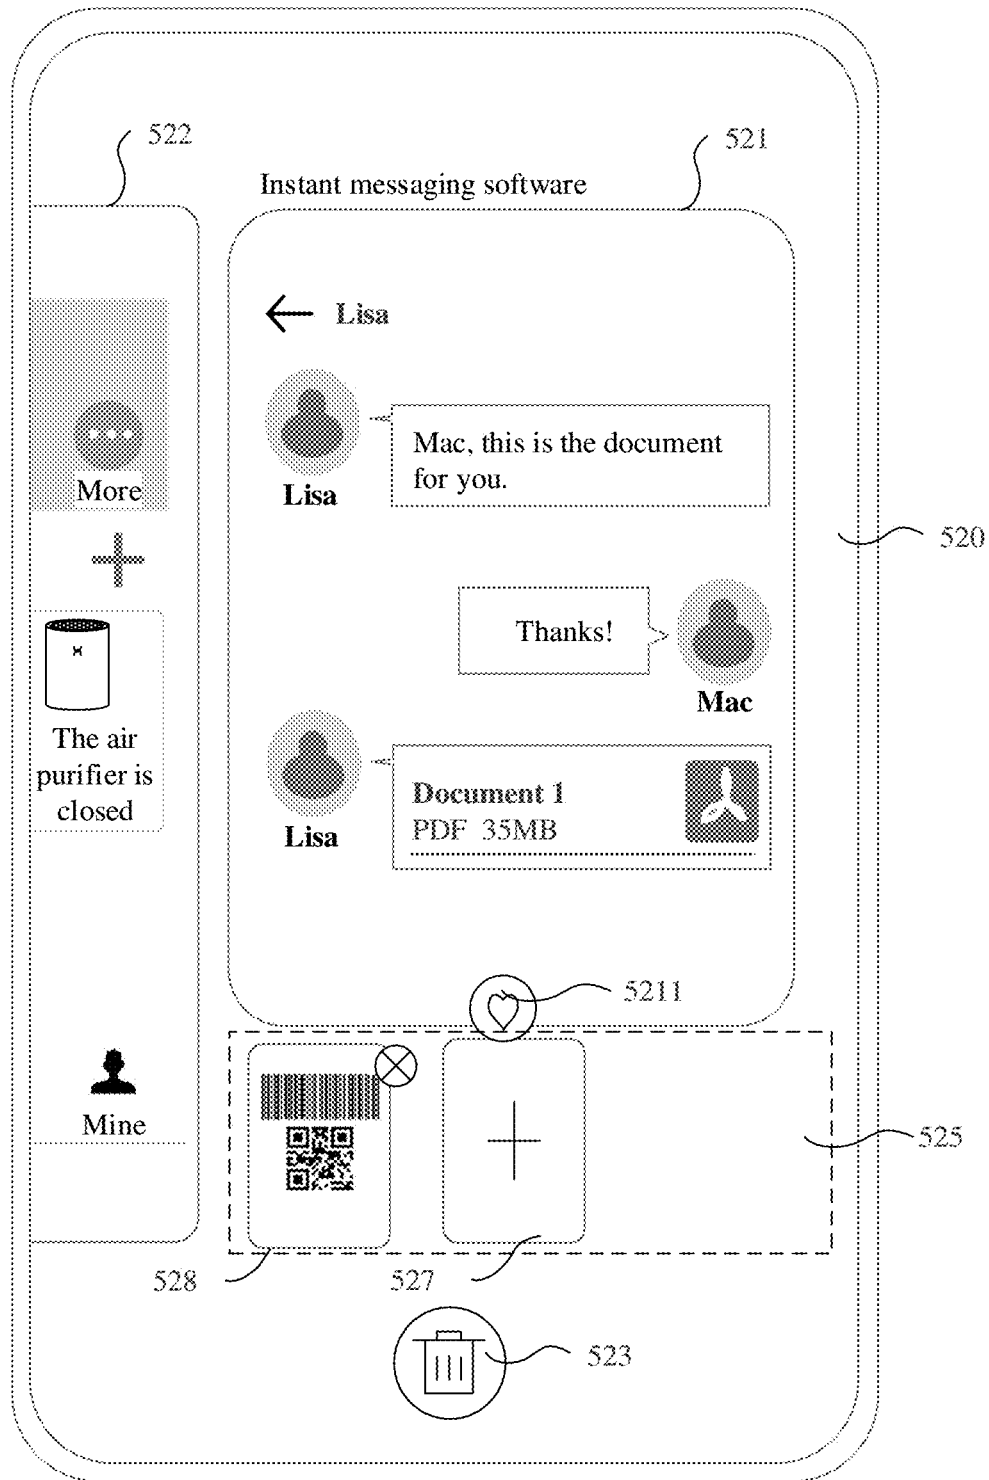 522
521
Instant messaging software
Lisa
Mac, this is the document
for you.
Lisa
More
520
Thanks!
Mac
The air
purifier is
closed
Document 1
PDF 35MB
Lisa
5211
Mine
525
528
527
523